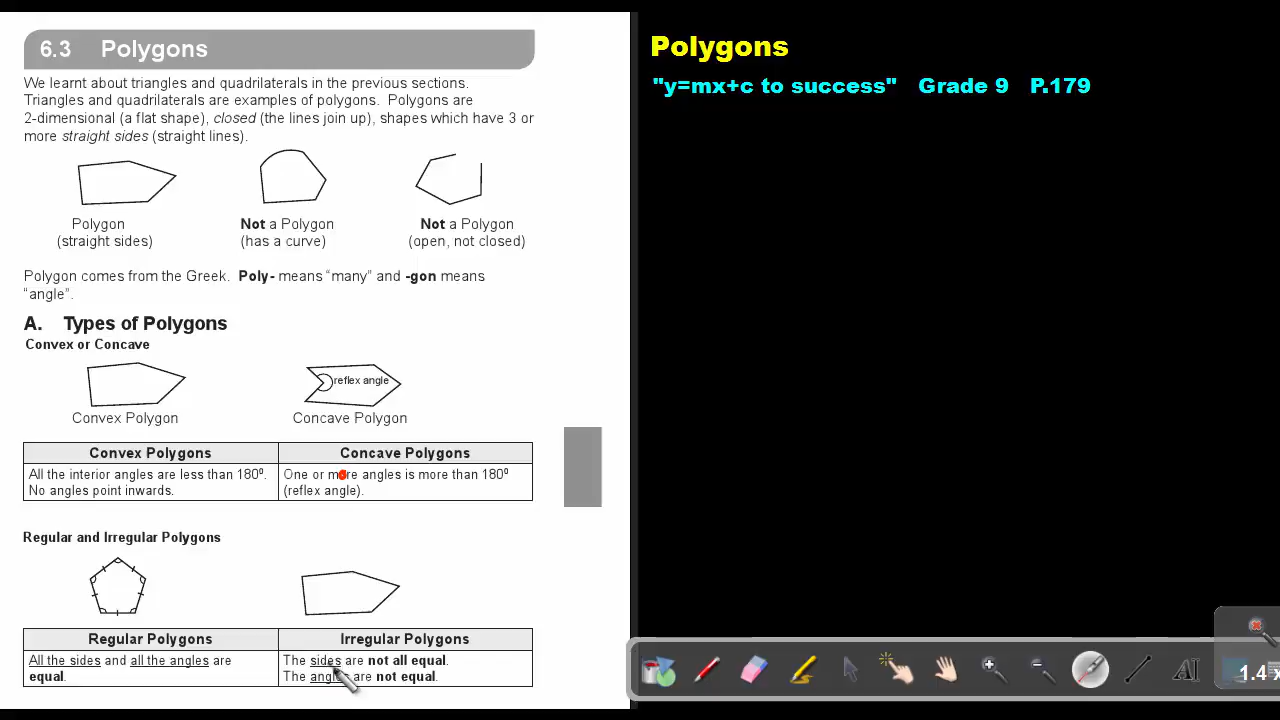 6.3 Polygons
We learnt about triangles and quadrilaterals in the previous sections.
Triangles and quadrilaterals are examples of polygons. Polygons are
2-dimensional (a flat shape), closed (the lines join up), shapes which have 3 or
more straight sides (straight lines).
Polygon
(straight sides)
Not a Polygon
(has a curve)
Not a Polygon
(open, not closed)
Polygon comes from the Greek. Poly- means “many” and -gon means
“angle”.
A. Types of Polygons
Convex or Concave
reflex angle
Convex Polygon
Concave Polygon
Convex Polygons
Concave Polygons
All the interior angles are less than 180⁰.
No angles point inwards.
One or more angles is more than 180⁰
(reflex angle).
Regular and Irregular Polygons
Regular Polygons
Irregular Polygons
All the sides and all the angles are
equal.
The sides are not all equal.
The angles are not equal.
Polygons
"y=mx+c to success" Grade 9 P.179
AI
1.4 x